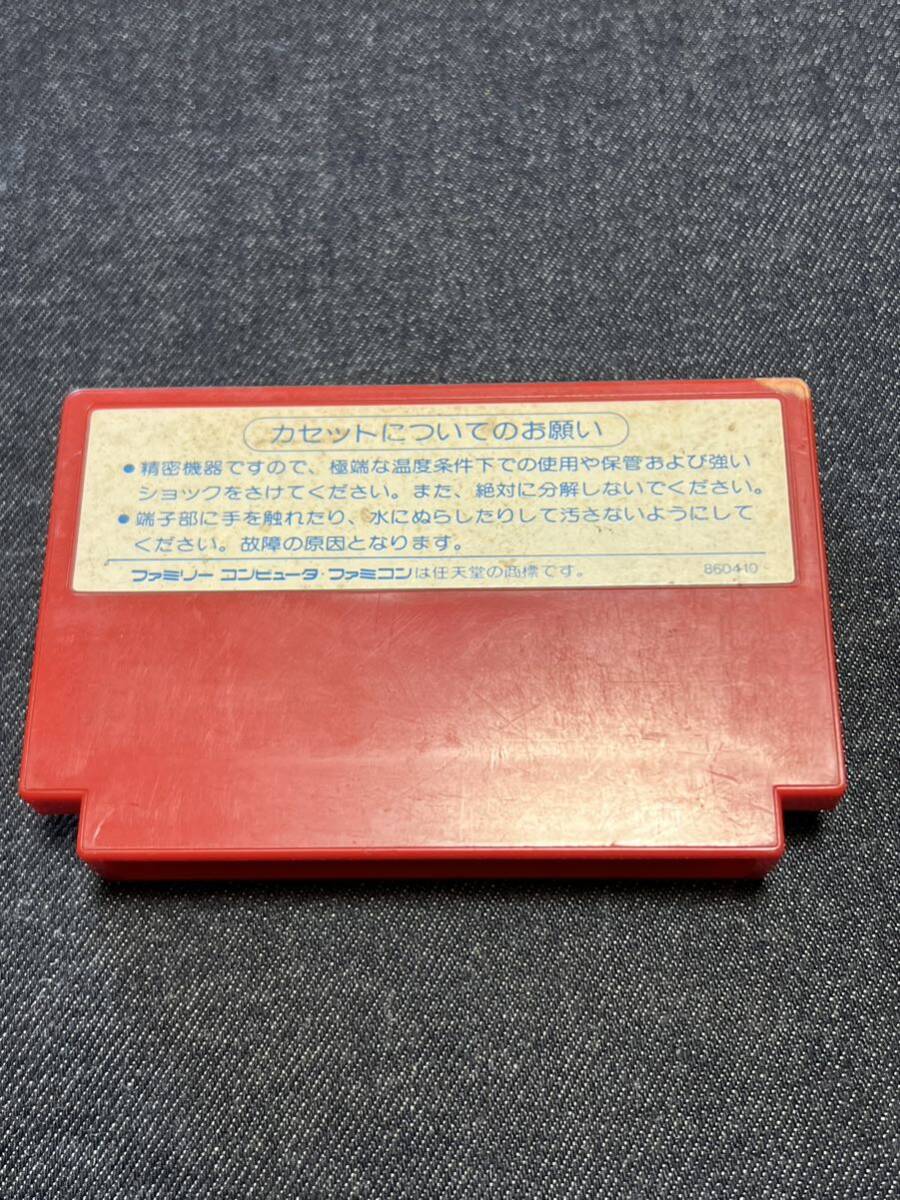 カセットについてのお願い
●精密機器ですので、極端な温度条件下での使用や保管および強い
ショックをさけてください。また、絶対に分解しないでください。
●端子部に手を触れたり、水にぬらしたりして汚さないようにして
ください。故障の原因となります。
ファミリー コンピュータ・ファミコンは任天堂の商標です。 860410